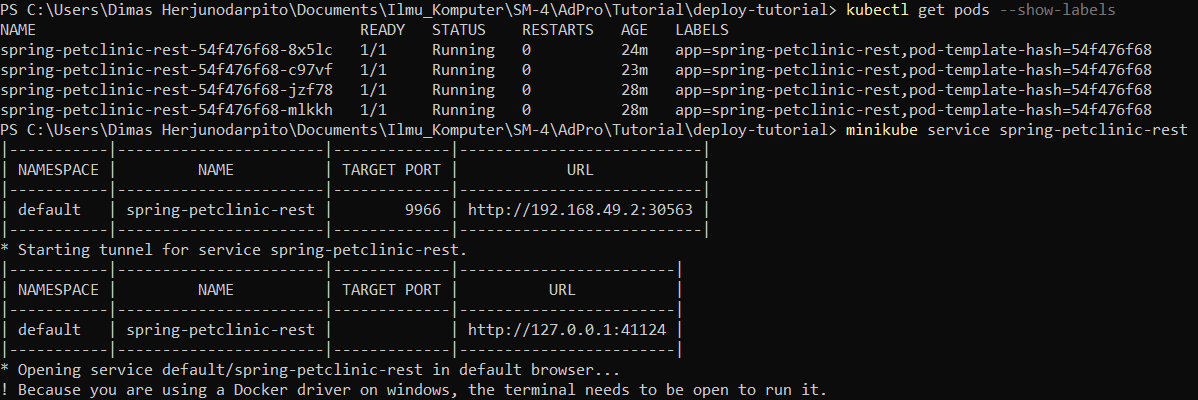 PS C:\Users\Dimas Herjunodarpito\Documents\Ilmu_Komputer\SM-4\AdPro\Tutorial\deploy-tutorial> kubectl get pods --show-labels
NAME                                  READY   STATUS    RESTARTS   AGE   LABELS
spring-petclinic-rest-54f476f68-8x5lc   1/1     Running   0          24m   app=spring-petclinic-rest,pod-template-hash=54f476f68
spring-petclinic-rest-54f476f68-c97vf   1/1     Running   0          23m   app=spring-petclinic-rest,pod-template-hash=54f476f68
spring-petclinic-rest-54f476f68-jzf78   1/1     Running   0          28m   app=spring-petclinic-rest,pod-template-hash=54f476f68
spring-petclinic-rest-54f476f68-mlkkh   1/1     Running   0          28m   app=spring-petclinic-rest,pod-template-hash=54f476f68
PS C:\Users\Dimas Herjunodarpito\Documents\Ilmu_Komputer\SM-4\AdPro\Tutorial\deploy-tutorial> minikube service spring-petclinic-rest
|-----------|-----------------------|-------------|---------------------------|
| NAMESPACE |         NAME          | TARGET PORT |            URL            |
|-----------|-----------------------|-------------|---------------------------|
| default   | spring-petclinic-rest |        9966 | http://192.168.49.2:30563 |
|-----------|-----------------------|-------------|---------------------------|
* Starting tunnel for service spring-petclinic-rest.
|-----------|-----------------------|-------------|------------------------|
| NAMESPACE |         NAME          | TARGET PORT |          URL           |
|-----------|-----------------------|-------------|------------------------|
| default   | spring-petclinic-rest |             | http://127.0.0.1:41124 |
|-----------|-----------------------|-------------|------------------------|
* Opening service default/spring-petclinic-rest in default browser...
! Because you are using a Docker driver on windows, the terminal needs to be open to run it.